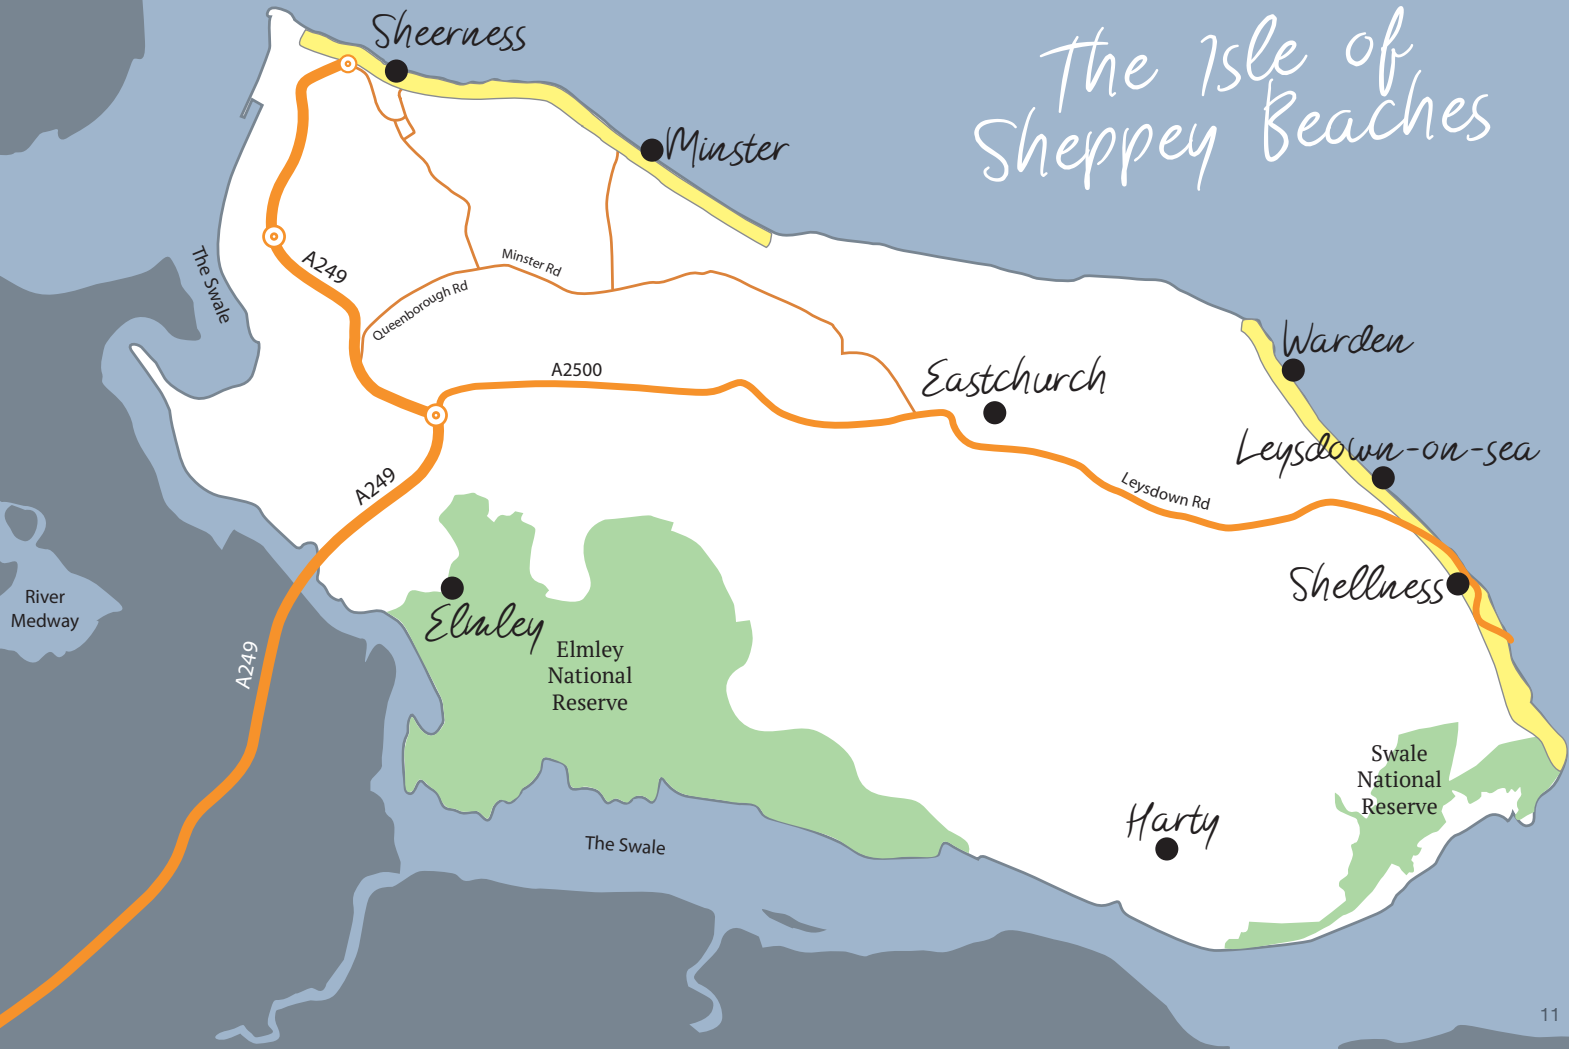 The Isle of
Sheppey Beaches
Sheerness
Minster
The Swale
A249
Minster Rd
Queenborough Rd
A2500
Warden
Eastchurch
Leysdown-on-sea
A249
Leysdown Rd
Shellness
River
Medway
Elmley
Elmley
National
Reserve
A249
Swale
National
Reserve
Harty
The Swale
11